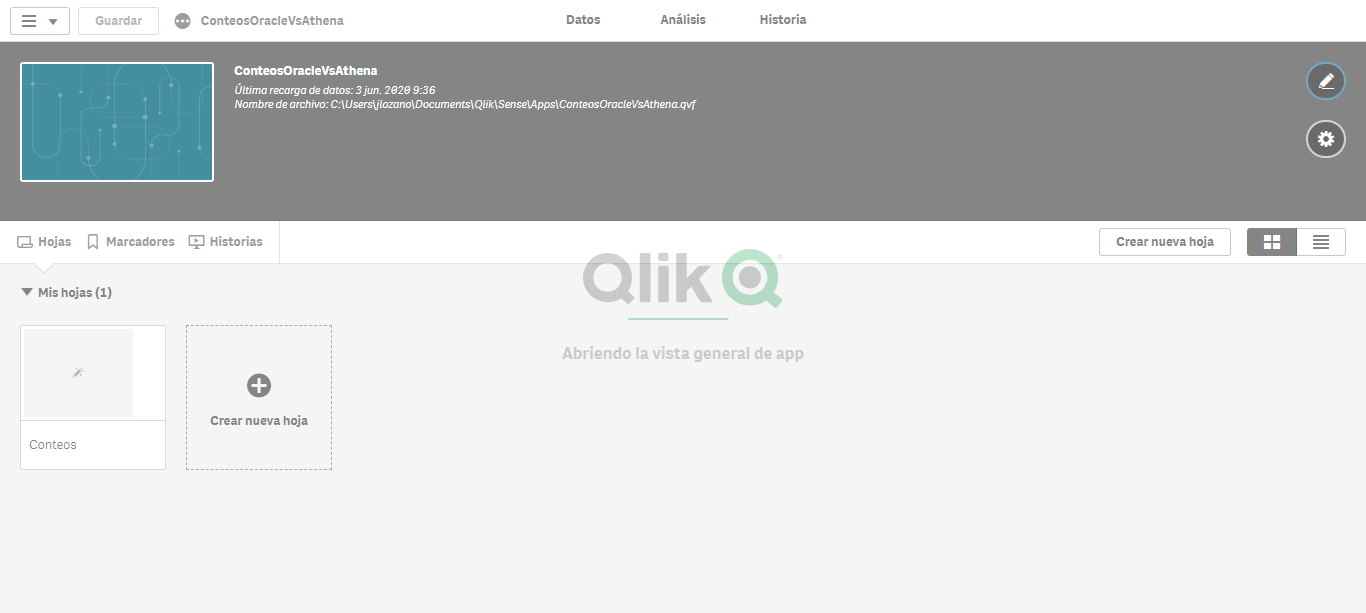 Guardar
ConteosOracleVsAthena
Datos
Análisis
Historia
ConteosOracleVsAthena
Última recarga de datos: 3 jun. 2020 9:36
Nombre de archivo: C:\Users\jlozano\Documents\Qlik\Sense\Apps\ConteosOracleVsAthena.qvf
Hojas
Marcadores
Historias
Crear nueva hoja
Qlik
Mis hojas (1)
Abriendo la vista general de app
Crear nueva hoja
Conteos